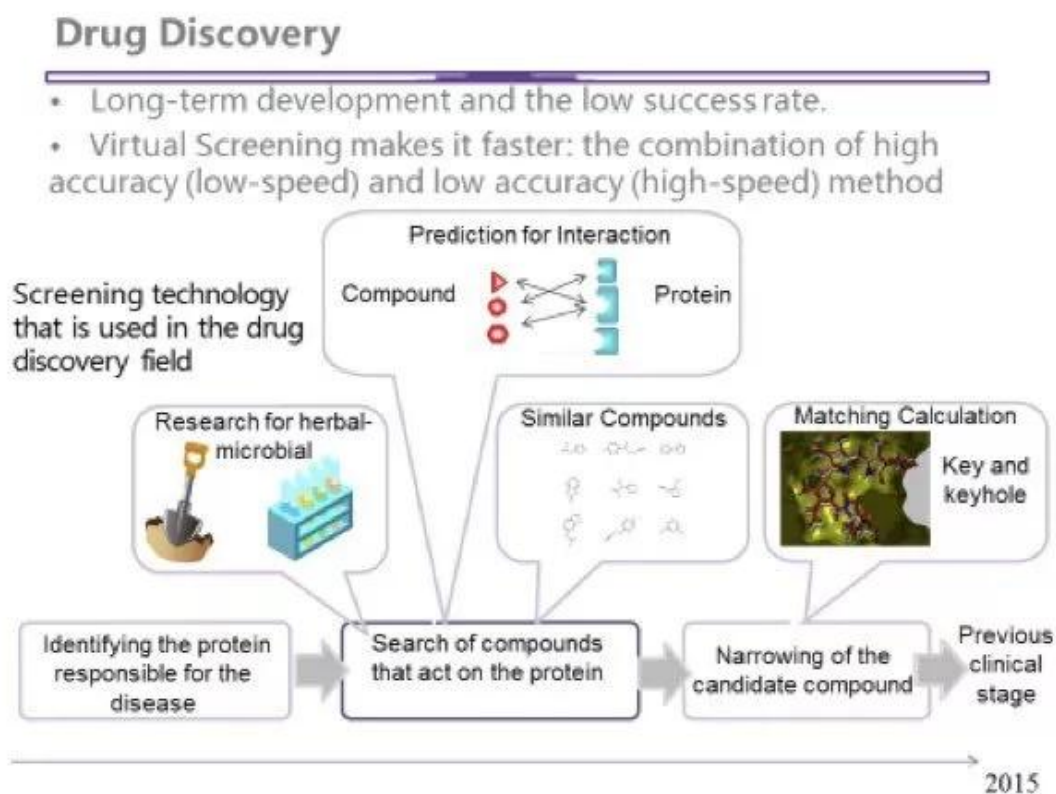 Drug Discovery
• Long-term development and the low success rate.
• Virtual Screening makes it faster: the combination of high
accuracy (low-speed) and low accuracy (high-speed) method
Prediction for Interaction
Compound
Protein
Screening technology
that is used in the drug
discovery field
Research for herbal-
microbial
Similar Compounds
Matching Calculation
Key and
keyhole
Identifying the protein
responsible for the
disease
Search of compounds
that act on the protein
Narrowing of the
candidate compound
Previous
clinical
stage
2015